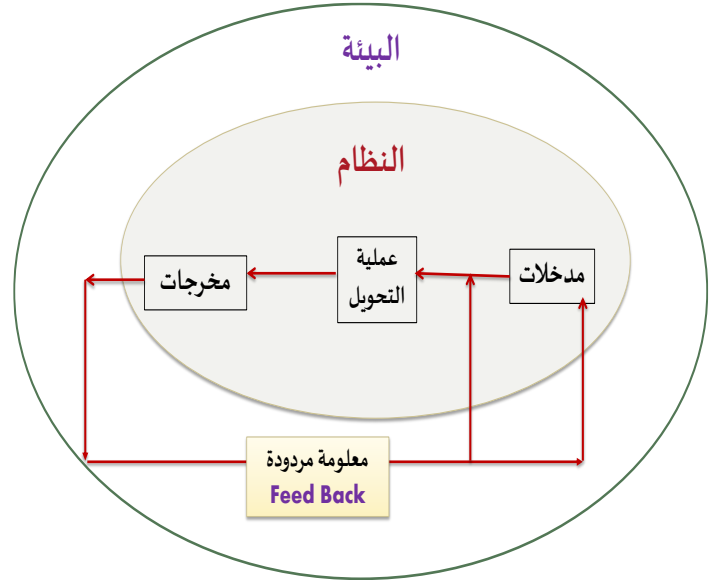 البيئة
النظام
مدخلات
عملية
التحويل
مخرجات
معلومة مردودة
Feed Back